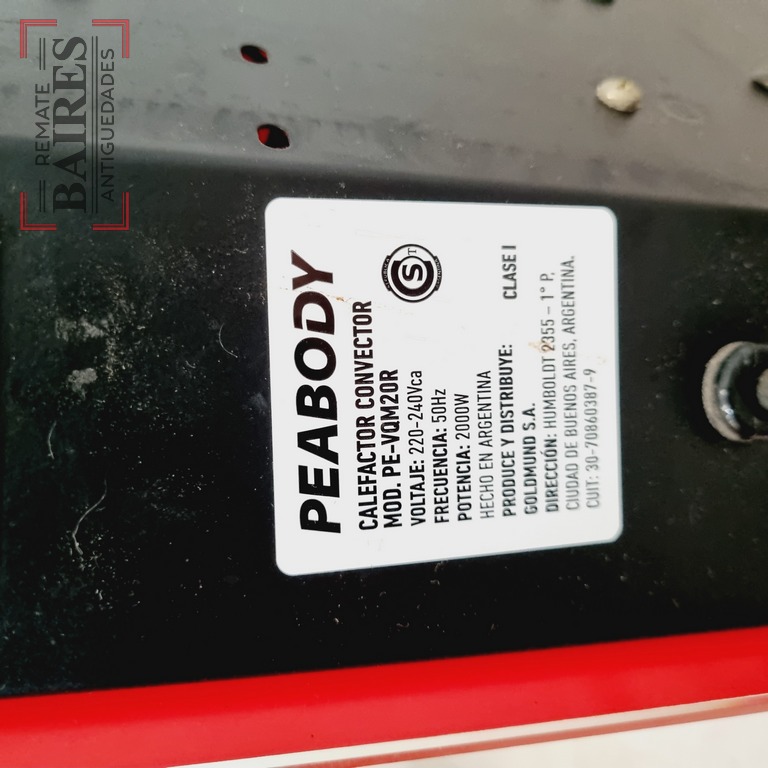 REMATE
BAIRES
ANTIGUEDADES
PEABODY
CALEFACTOR CONVECTOR
MOD. PE-VQM20R
VOLTAJE: 220-240Vca
FRECUENCIA: 50Hz
POTENCIA: 2000W
HECHO EN ARGENTINA
PRODUCE Y DISTRIBUYE: CLASE I
GOLDMUND S.A.
DIRECCIÓN: HUMBOLDT 2355 – 1° P,
CIUDAD DE BUENOS AIRES, ARGENTINA.
CUIT: 30-70860387-9
S
T